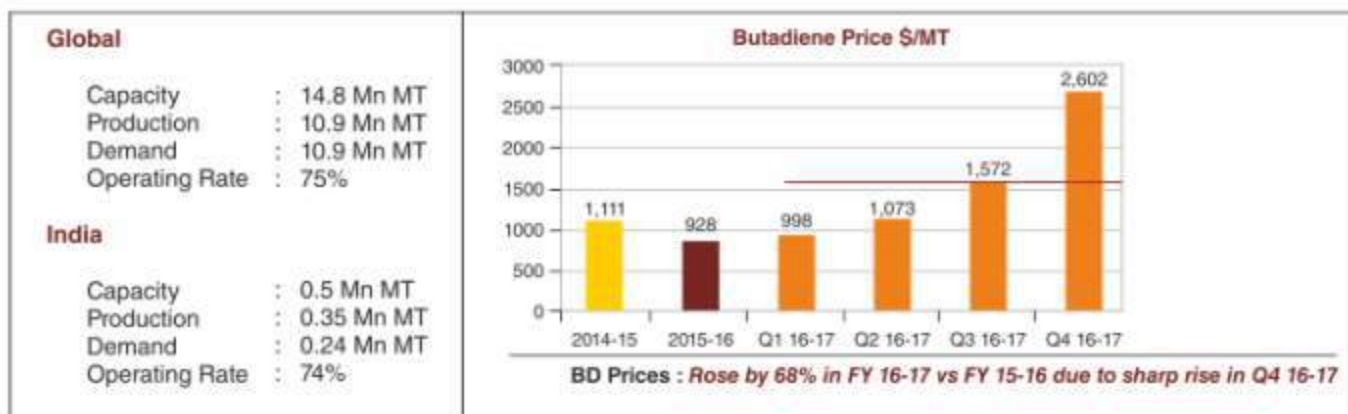 Global
Capacity : 14.8 Mn MT
Production : 10.9 Mn MT
Demand : 10.9 Mn MT
Operating Rate : 75%
India
Capacity : 0.5 Mn MT
Production : 0.35 Mn MT
Demand : 0.24 Mn MT
Operating Rate : 74%
Butadiene Price $/MT
3000
2500
2000
1500
1000
500
0
1,111
928
998
1,073
1,572
2,602
2014-15 2015-16 Q1 16-17 Q2 16-17 Q3 16-17 Q4 16-17
BD Prices : Rose by 68% in FY 16-17 vs FY 15-16 due to sharp rise in Q4 16-17